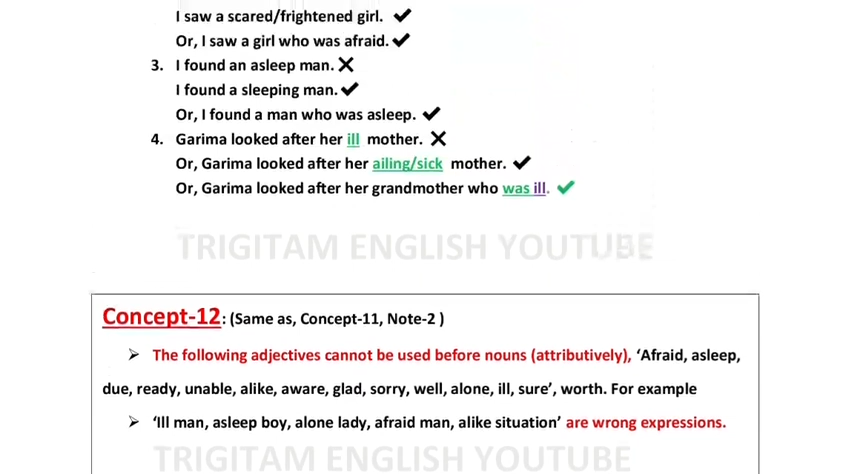 I saw a scared/frightened girl. ✔
Or, I saw a girl who was afraid. ✔
3. I found an asleep man. ✕
I found a sleeping man. ✔
Or, I found a man who was asleep. ✔
4. Garima looked after her ill mother. ✕
Or, Garima looked after her ailing/sick mother. ✔
Or, Garima looked after her grandmother who was ill. ✔
TRIGITAM ENGLISH YOUTUBE
Concept-12: (Same as, Concept-11, Note-2 )
➢ The following adjectives cannot be used before nouns (attributively), ‘Afraid, asleep,
due, ready, unable, alike, aware, glad, sorry, well, alone, ill, sure’, worth. For example
➢ ‘Ill man, asleep boy, alone lady, afraid man, alike situation’ are wrong expressions.
TRIGITAM ENGLISH YOUTUBE